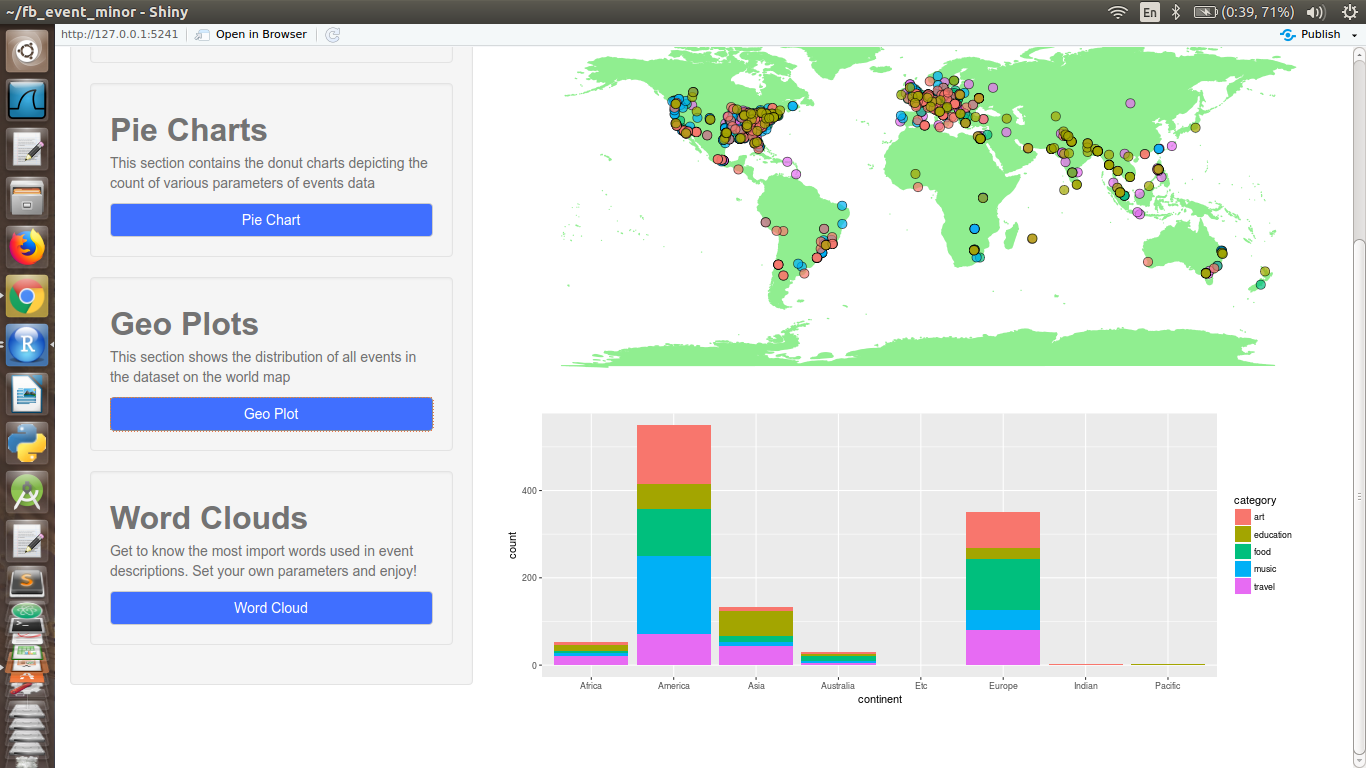 ~/fb_event_minor - Shiny
En
(0:39, 71%)
http://127.0.0.1:5241
Open in Browser
Publish
Pie Charts
This section contains the donut charts depicting the
count of various parameters of events data
Pie Chart
Geo Plots
This section shows the distribution of all events in
the dataset on the world map
Geo Plot
Word Clouds
Get to know the most import words used in event
descriptions. Set your own parameters and enjoy!
Word Cloud
count
400
200
0
Africa
America
Asia
Australia
Etc
Europe
Indian
Pacific
continent
category
art
education
food
music
travel
R
S